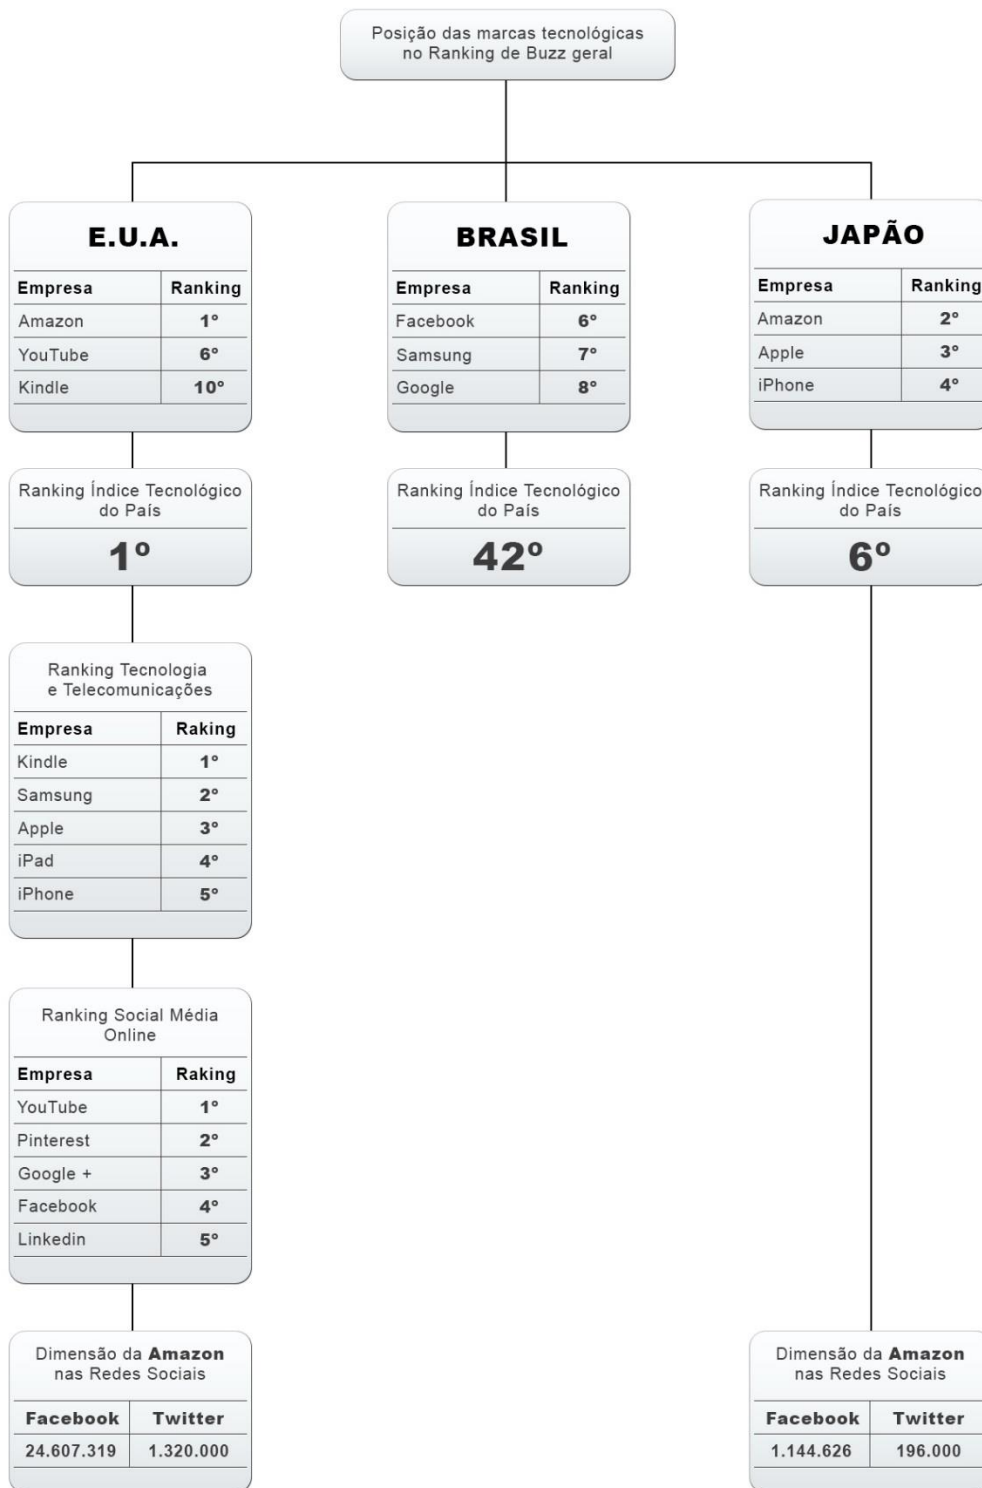 Posição das marcas tecnológicas
no Ranking de Buzz geral
E.U.A.
Empresa Ranking
Amazon 1º
YouTube 6º
Kindle 10º
BRASIL
Empresa Ranking
Facebook 6º
Samsung 7º
Google 8º
JAPÃO
Empresa Ranking
Amazon 2º
Apple 3º
iPhone 4º
Ranking Índice Tecnológico
do País
1º
Ranking Índice Tecnológico
do País
42º
Ranking Índice Tecnológico
do País
6º
Ranking Tecnologia
e Telecomunicações
Empresa Raking
Kindle 1º
Samsung 2º
Apple 3º
iPad 4º
iPhone 5º
Ranking Social Média
Online
Empresa Raking
YouTube 1º
Pinterest 2º
Google + 3º
Facebook 4º
Linkedin 5º
Dimensão da Amazon
nas Redes Sociais
Facebook Twitter
24.607.319 1.320.000
Dimensão da Amazon
nas Redes Sociais
Facebook Twitter
1.144.626 196.000